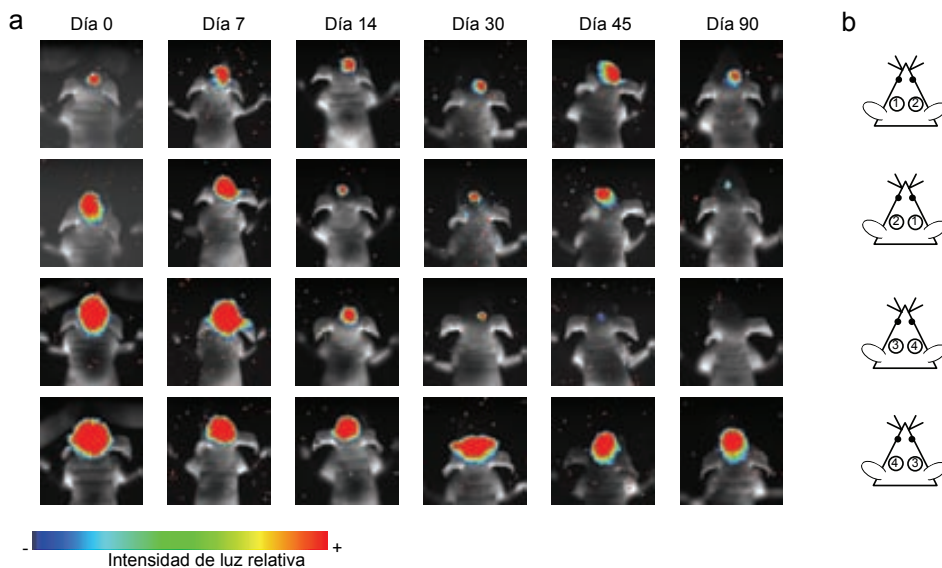 a
Día 0 Día 7 Día 14 Día 30 Día 45 Día 90
b
1 2
2 1
3 4
4 3
- +
Intensidad de luz relativa